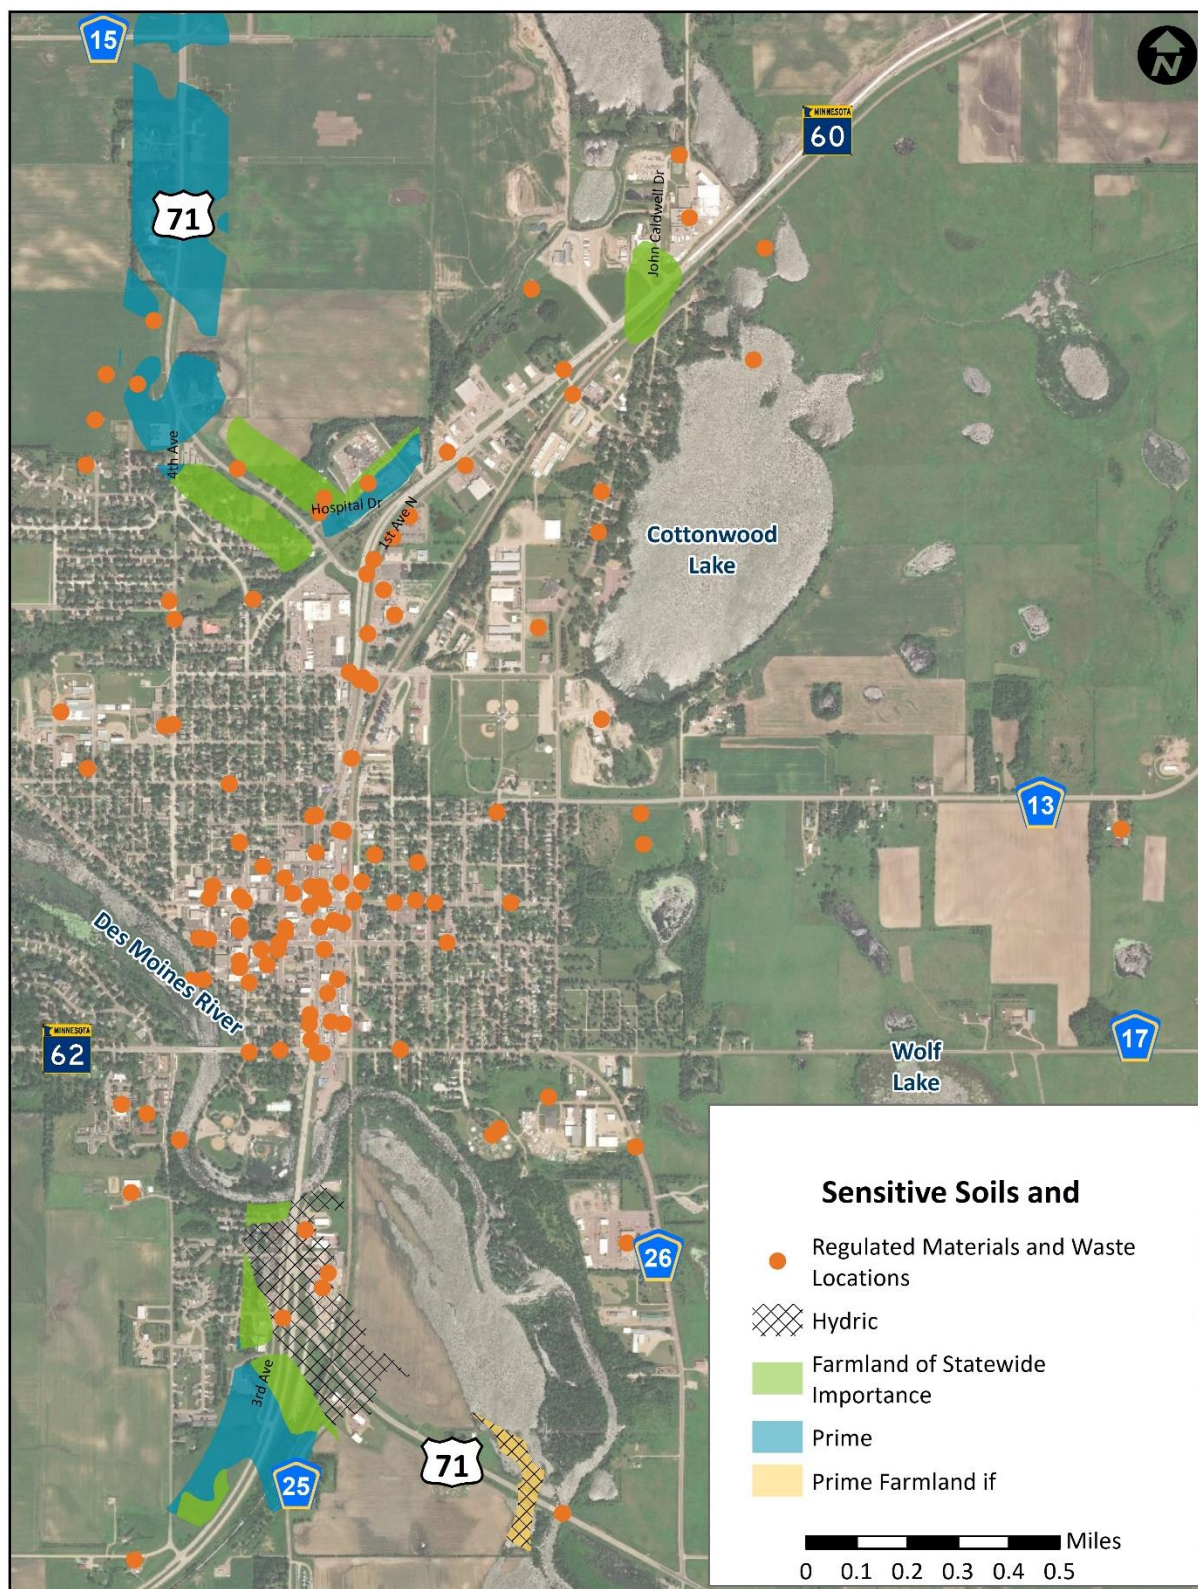 15
N
MINNESOTA
60
John Caldwell Dr
71
4th Ave
Hospital Dr
1st Ave N
Cottonwood
Lake
13
Des Moines River
MINNESOTA
62
17
Wolf
Lake
26
3rd Ave
71
25
Sensitive Soils and
Regulated Materials and Waste
Locations
Hydric
Farmland of Statewide
Importance
Prime
Prime Farmland if
Miles
0 0.1 0.2 0.3 0.4 0.5